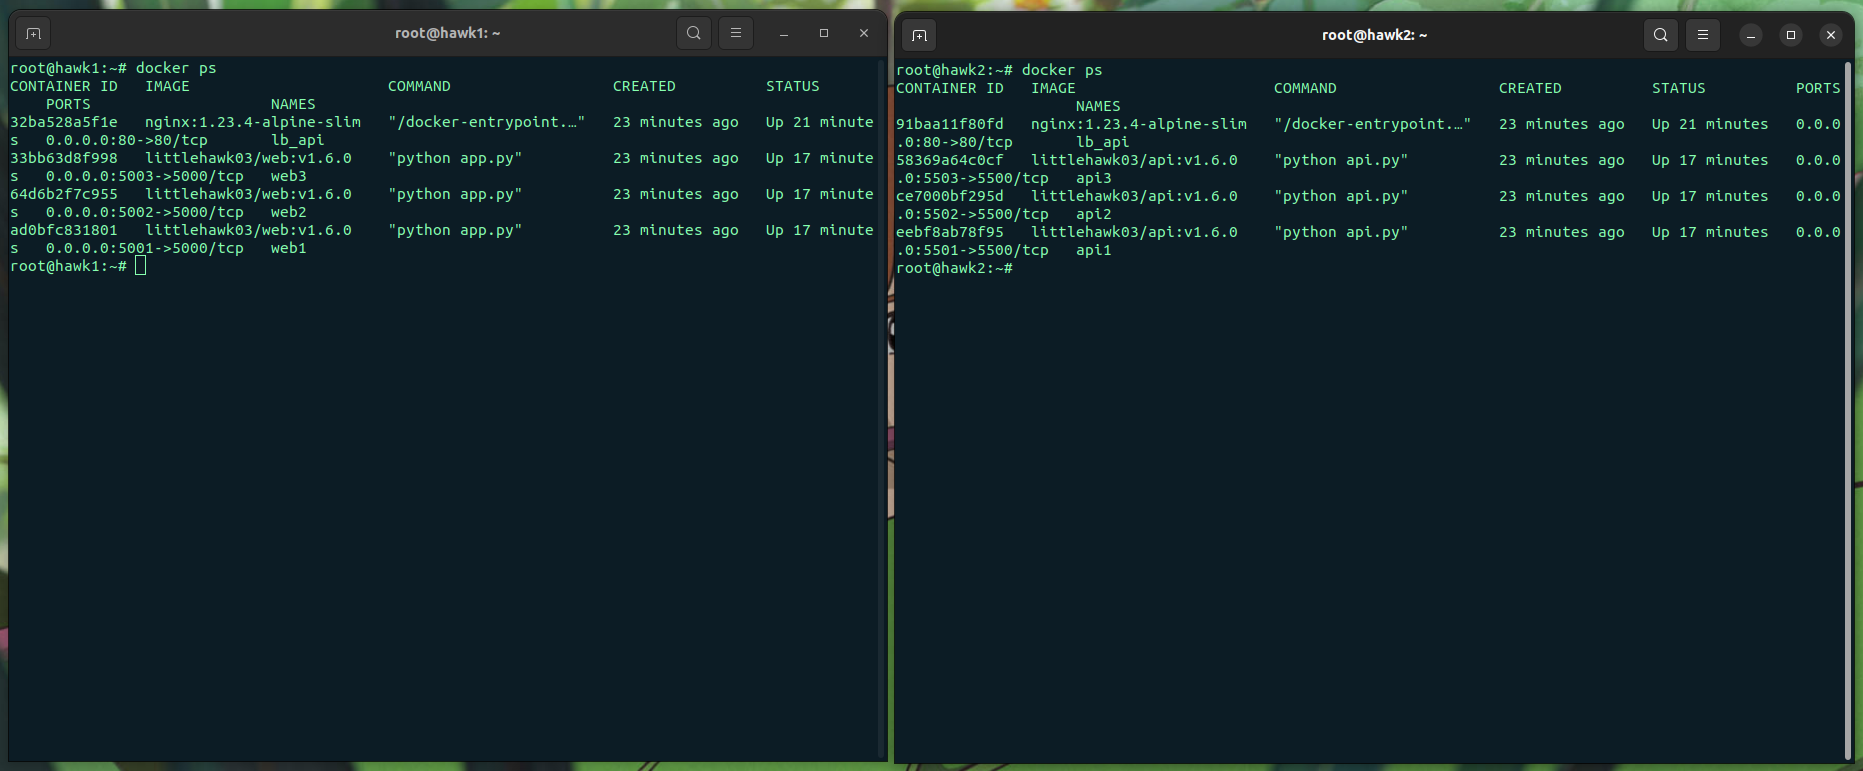 root@hawk1: ~
root@hawk1:~# docker ps
CONTAINER ID   IMAGE                      COMMAND                  CREATED          STATUS
    PORTS                    NAMES
32ba528a5f1e   nginx:1.23.4-alpine-slim   "/docker-entrypoint.…"   23 minutes ago   Up 21 minute
s   0.0.0.0:80->80/tcp       lb_api
33bb63d8f998   littlehawk03/web:v1.6.0    "python app.py"          23 minutes ago   Up 17 minute
s   0.0.0.0:5003->5000/tcp   web3
64d6b2f7c955   littlehawk03/web:v1.6.0    "python app.py"          23 minutes ago   Up 17 minute
s   0.0.0.0:5002->5000/tcp   web2
ad0bfc831801   littlehawk03/web:v1.6.0    "python app.py"          23 minutes ago   Up 17 minute
s   0.0.0.0:5001->5000/tcp   web1
root@hawk1:~#
root@hawk2: ~
root@hawk2:~# docker ps
CONTAINER ID   IMAGE                      COMMAND                  CREATED          STATUS          PORTS
                    NAMES
91baa11f80fd   nginx:1.23.4-alpine-slim   "/docker-entrypoint.…"   23 minutes ago   Up 21 minutes   0.0.0
.0:80->80/tcp       lb_api
58369a64c0cf   littlehawk03/api:v1.6.0    "python api.py"          23 minutes ago   Up 17 minutes   0.0.0
.0:5503->5500/tcp   api3
ce7000bf295d   littlehawk03/api:v1.6.0    "python api.py"          23 minutes ago   Up 17 minutes   0.0.0
.0:5502->5500/tcp   api2
eebf8ab78f95   littlehawk03/api:v1.6.0    "python api.py"          23 minutes ago   Up 17 minutes   0.0.0
.0:5501->5500/tcp   api1
root@hawk2:~#